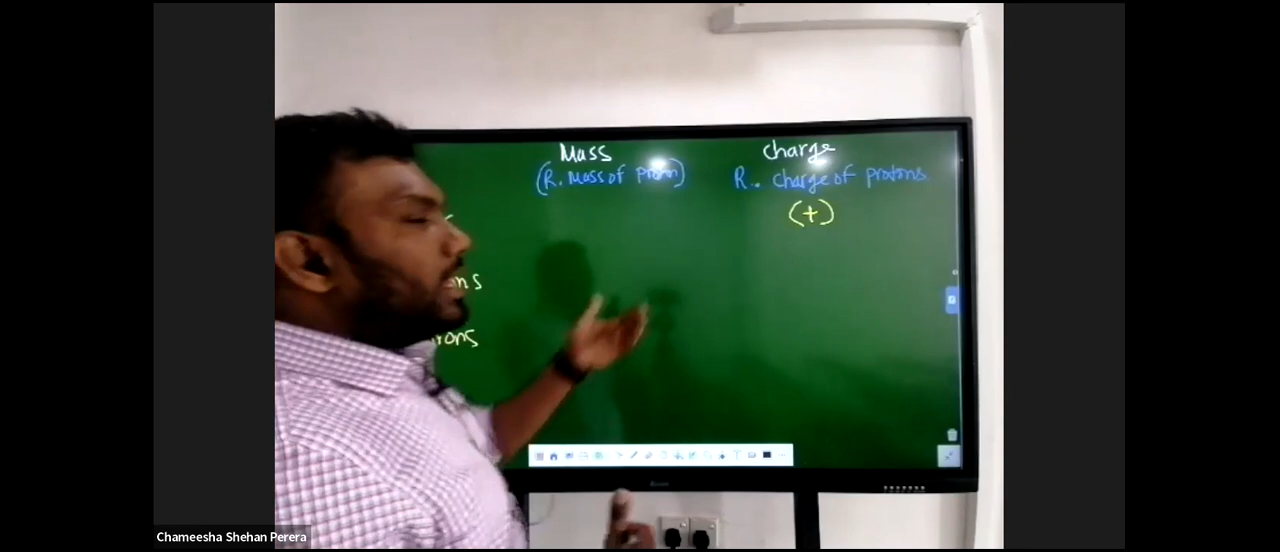 Mass
charge
(R. Mass of Proton)
R. charge of protons
(+)
ns
rons
Chameesha Shehan Perera